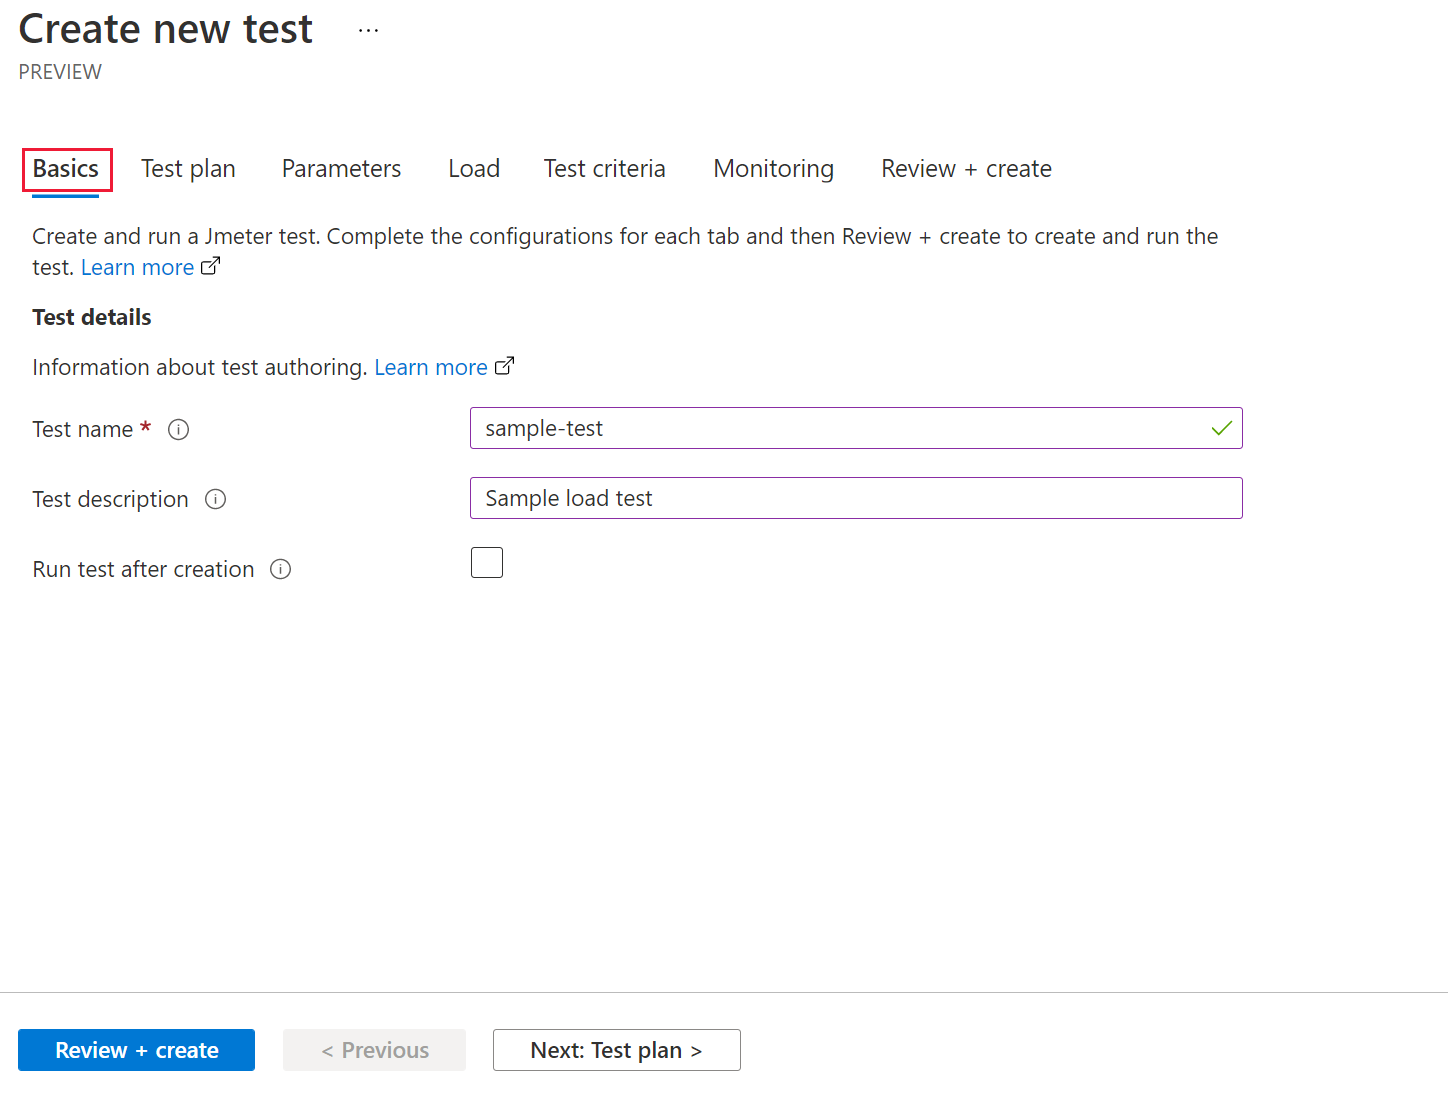 Create new test ...
PREVIEW
Basics Test plan Parameters Load Test criteria Monitoring Review + create
Create and run a Jmeter test. Complete the configurations for each tab and then Review + create to create and run the
test. Learn more
Test details
Information about test authoring. Learn more
Test name * sample-test
Test description Sample load test
Run test after creation
Review + create < Previous Next: Test plan >